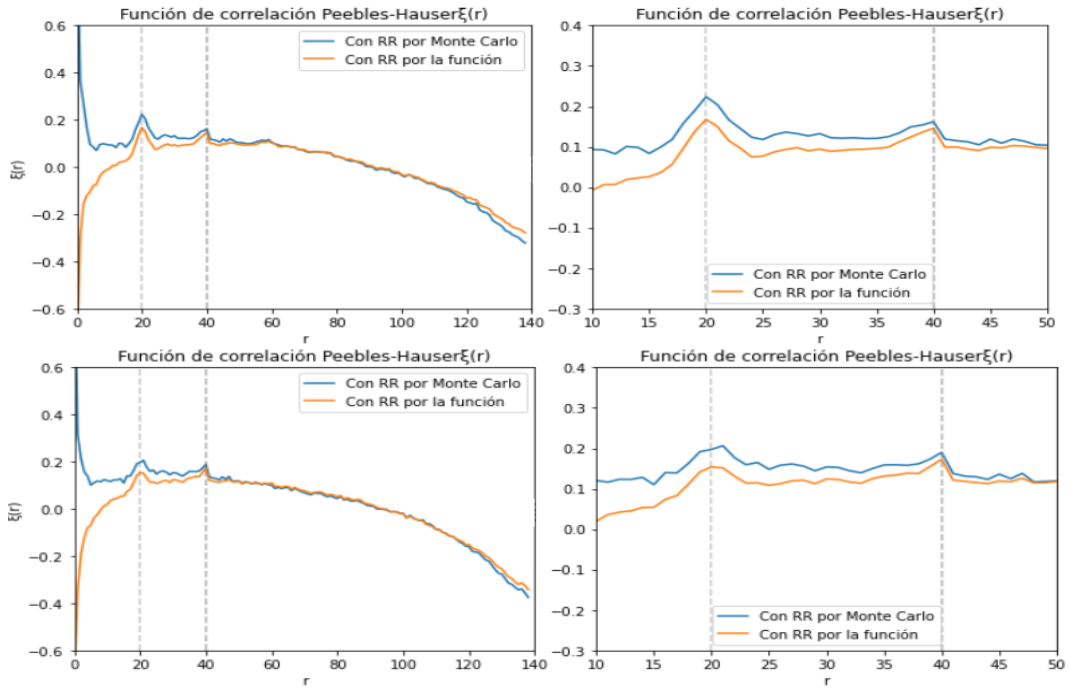 Función de correlación Peebles-Hauserξ(r)
0.6
0.4
0.2
0.0
−0.2
−0.4
−0.6
ξ(r)
Con RR por Monte Carlo
Con RR por la función
0 20 40 60 80 100 120 140
r
Función de correlación Peebles-Hauserξ(r)
0.4
0.3
0.2
0.1
0.0
−0.1
−0.2
−0.3
Con RR por Monte Carlo
Con RR por la función
10 15 20 25 30 35 40 45 50
r
Función de correlación Peebles-Hauserξ(r)
0.6
0.4
0.2
0.0
−0.2
−0.4
−0.6
ξ(r)
Con RR por Monte Carlo
Con RR por la función
0 20 40 60 80 100 120 140
r
Función de correlación Peebles-Hauserξ(r)
0.4
0.3
0.2
0.1
0.0
−0.1
−0.2
−0.3
Con RR por Monte Carlo
Con RR por la función
10 15 20 25 30 35 40 45 50
r